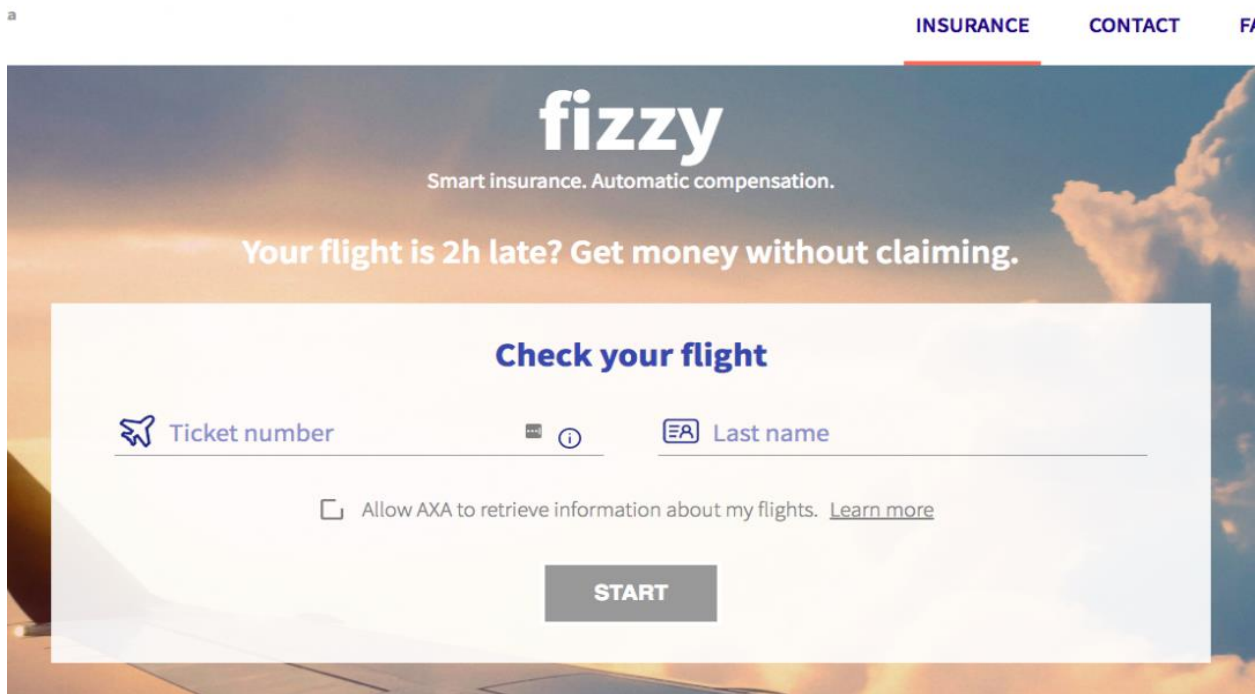 a
INSURANCE CONTACT FA
fizzy
Smart insurance. Automatic compensation.
Your flight is 2h late? Get money without claiming.
Check your flight
Ticket number Last name
Allow AXA to retrieve information about my flights. Learn more
START